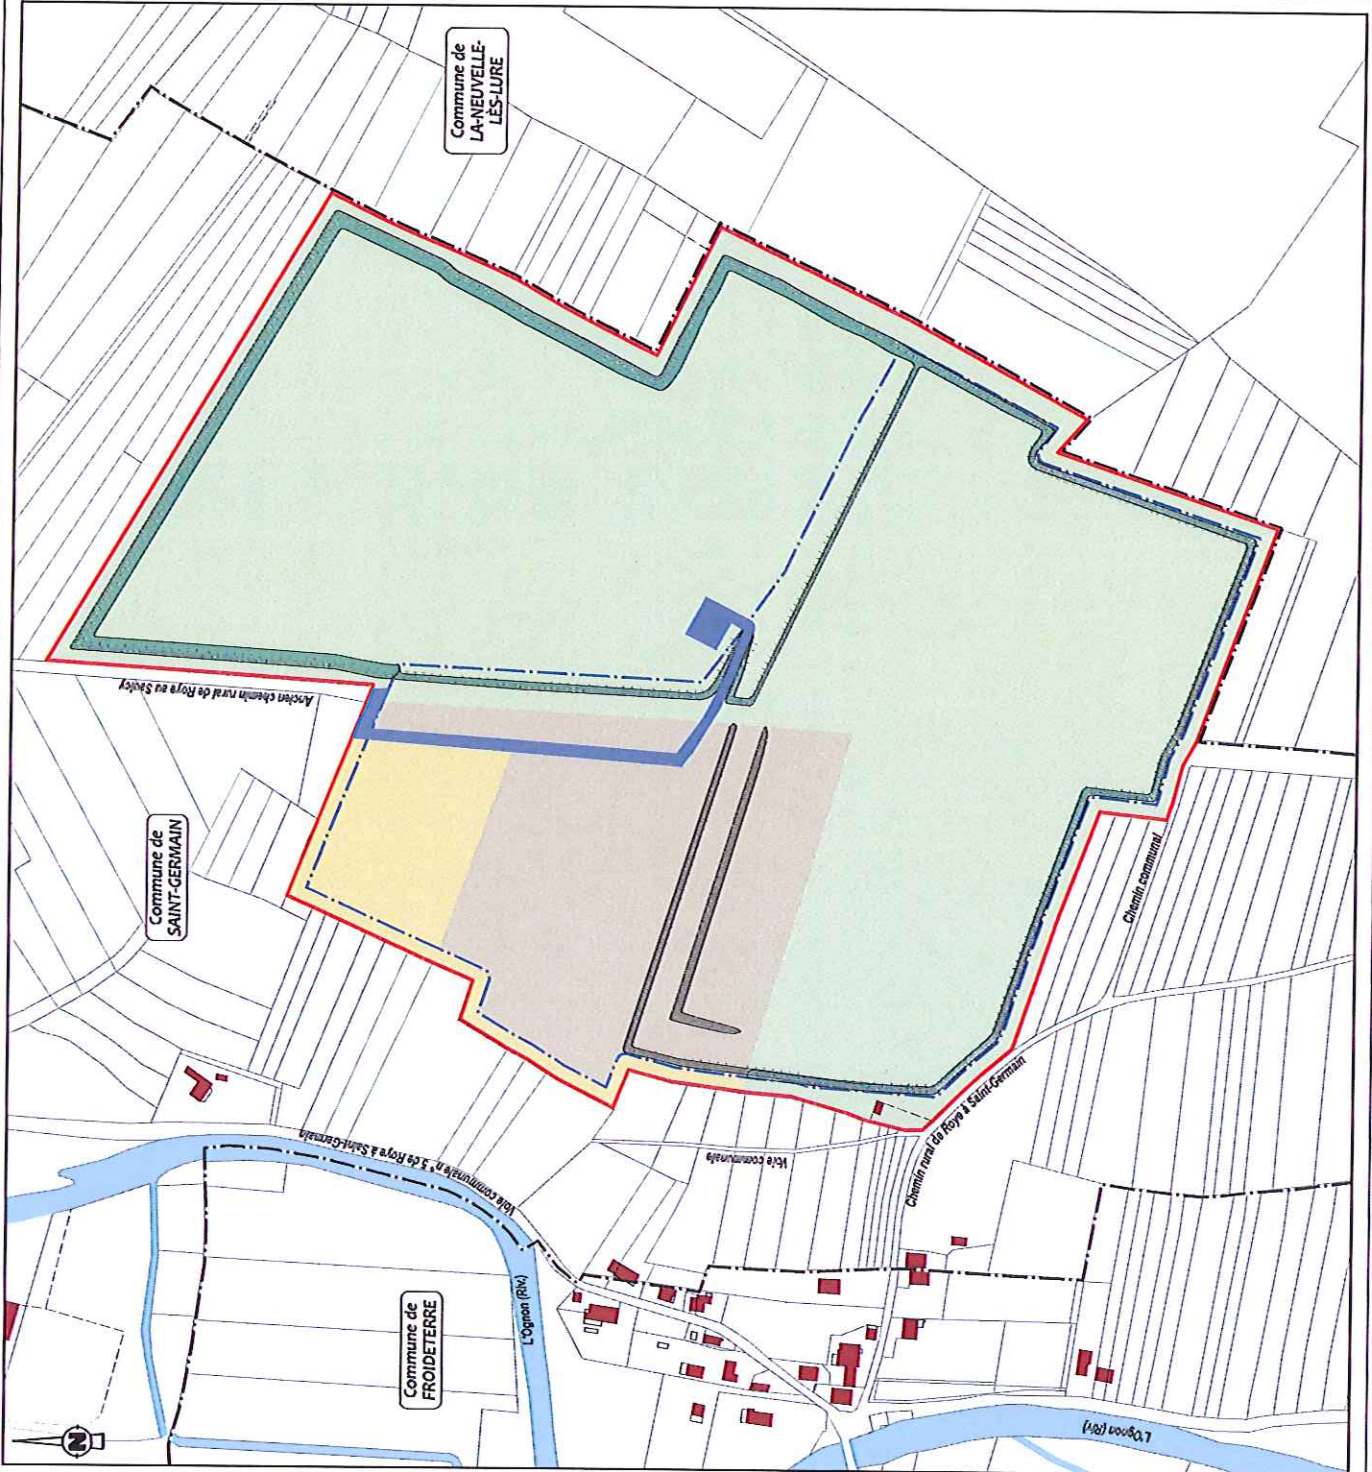 Commune de
LA-NEUVELLE-
LÈS-LURE
Ancien chemin rural de Roye au Saulcy
Commune de
SAINT-GERMAIN
Chemin communal
Chemin rural de Roye à Saint-Germain
Voie communale
Voie communale n° 5 de Roye à Saint-Germain
L'Ognon (Riv.)
Commune de
FROIDETERRE
L'Ognon (Riv)
N